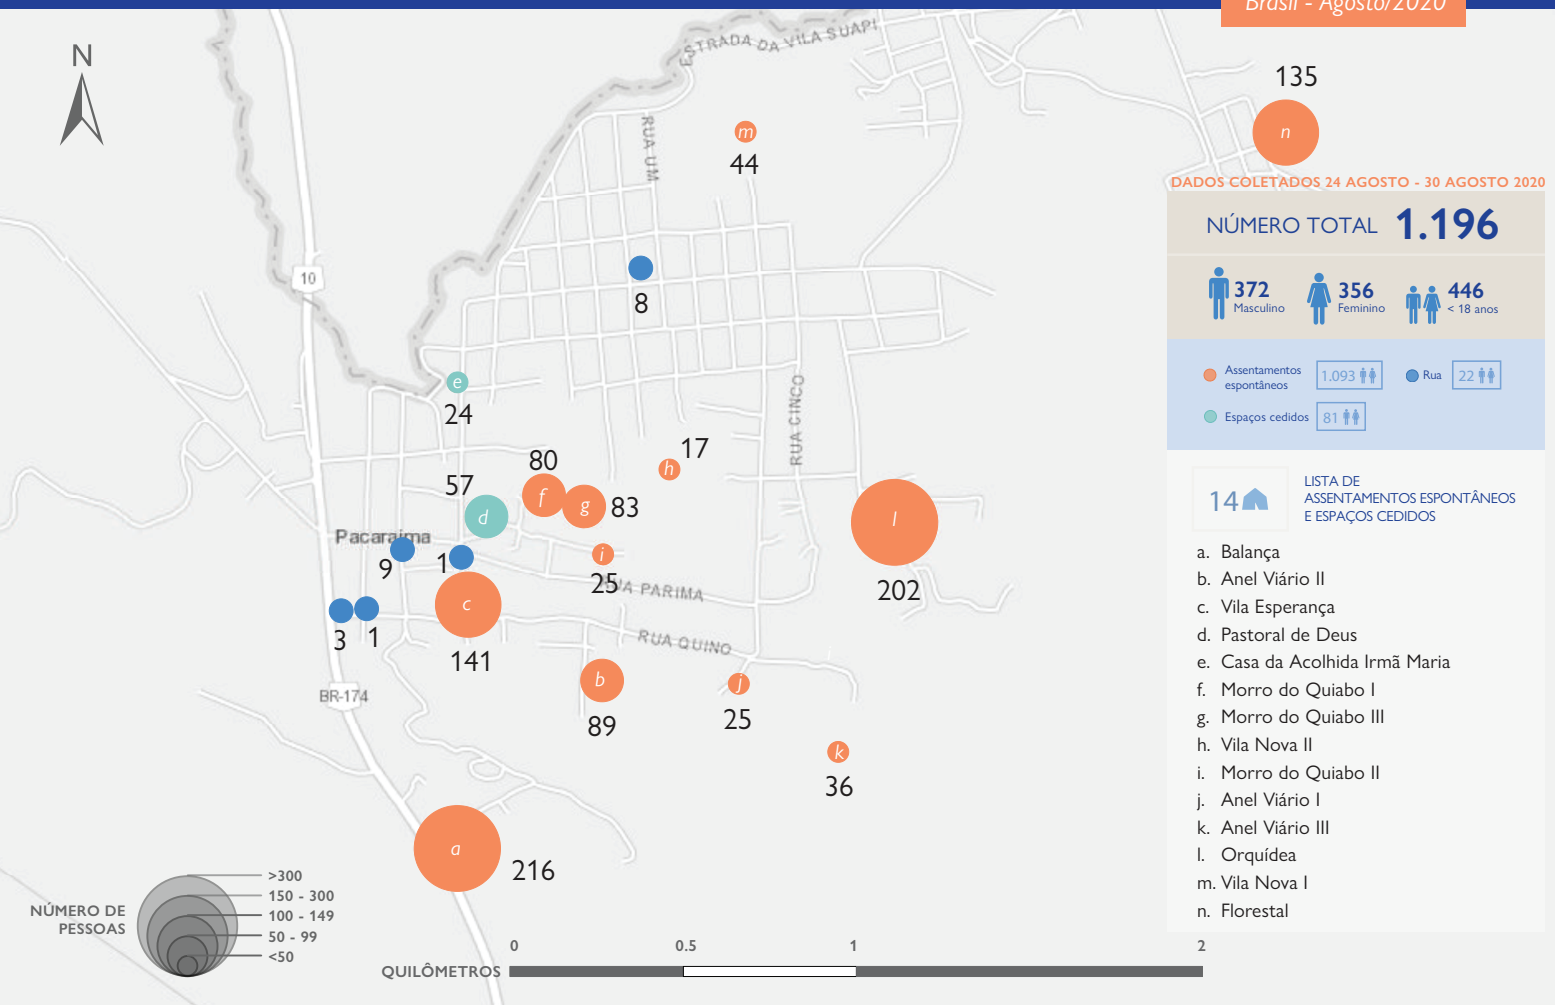 Brasil - Agosto/2020
N
ESTRADA DA VILA SUAPI
135
n
RUA UM
m
44
DADOS COLETADOS 24 AGOSTO - 30 AGOSTO 2020
NÚMERO TOTAL 1.196
10
8
372
Masculino
356
Feminino
446
< 18 anos
e
24
RUA CINCO
Assentamentos
espontâneos
1.093
Rua
22
Espaços cedidos
81
80
f
57
d
g
83
h
17
l
202
14
LISTA DE
ASSENTAMENTOS ESPONTÂNEOS
E ESPAÇOS CEDIDOS
Pacaraima
9
1
i
25
RUA PARIMA
c
141
3
1
RUA QUINO
BR-174
b
89
j
25
k
36
a
216
a. Balança
b. Anel Viário II
c. Vila Esperança
d. Pastoral de Deus
e. Casa da Acolhida Irmã Maria
f. Morro do Quiabo I
g. Morro do Quiabo III
h. Vila Nova II
i. Morro do Quiabo II
j. Anel Viário I
k. Anel Viário III
l. Orquídea
m. Vila Nova I
n. Florestal
NÚMERO DE
PESSOAS
>300
150 - 300
100 - 149
50 - 99
<50
0 0.5 1 2
QUILÔMETROS